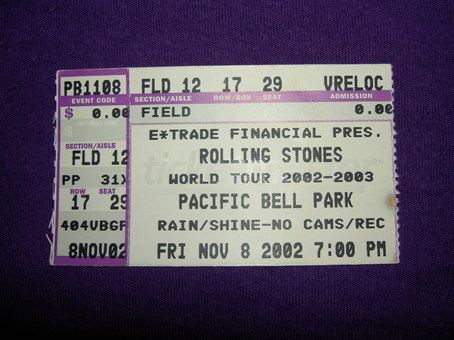 PB1108
EVENT CODE
$ 0.00
SECTION/AISLE
FLD 12
PP 31X
ROW SEAT
17 29
404VBGF
8NOV02
FLD 12 17 29 VRELOC
SECTION/AISLE ROW/BOX SEAT ADMISSION
FIELD 0.00
E*TRADE FINANCIAL PRES.
ROLLING STONES
WORLD TOUR 2002-2003
PACIFIC BELL PARK
RAIN/SHINE-NO CAMS/REC
FRI NOV 8 2002 7:00 PM